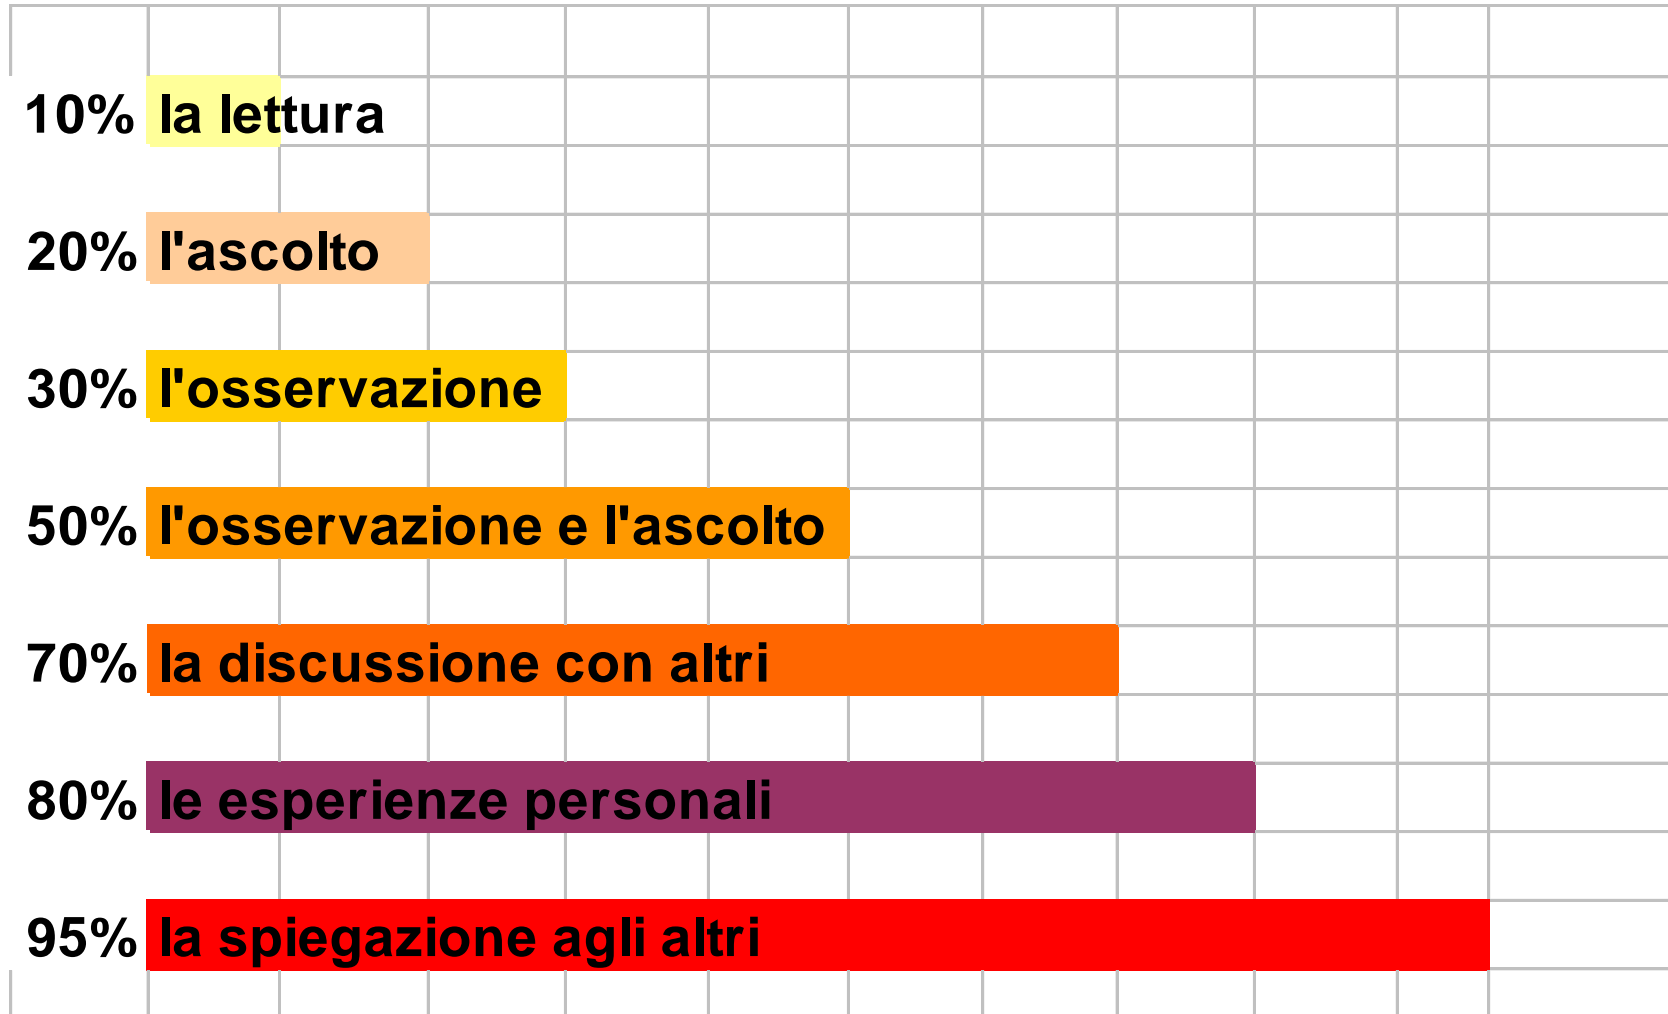 10% la lettura
20% l'ascolto
30% l'osservazione
50% l'osservazione e l'ascolto
70% la discussione con altri
80% le esperienze personali
95% la spiegazione agli altri